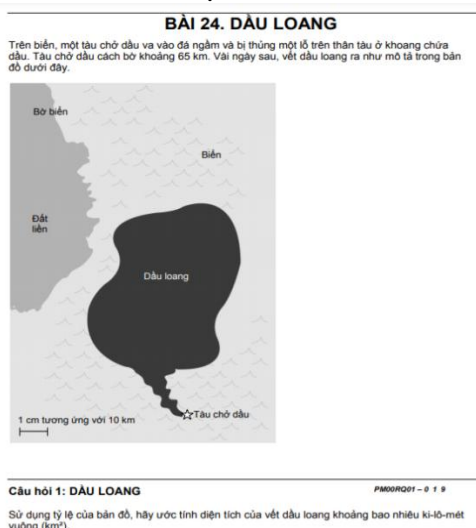 BÀI 24. DẦU LOANG
Trên biển, một tàu chở dầu va vào đá ngầm và bị thủng một lỗ trên thân tàu ở khoang chứa
dầu. Tàu chở dầu cách bờ khoảng 65 km. Vài ngày sau, vết dầu loang ra như mô tả trong bản
đồ dưới đây.
Bờ biển
Biển
Đất
liền
Dầu loang
Tàu chở dầu
1 cm tương ứng với 10 km
Câu hỏi 1: DẦU LOANG
PM00RQ01 – 0 1 9
Sử dụng tỷ lệ của bản đồ, hãy ước tính diện tích của vết dầu loang khoảng bao nhiêu ki-lô-mét
vuông (km²).